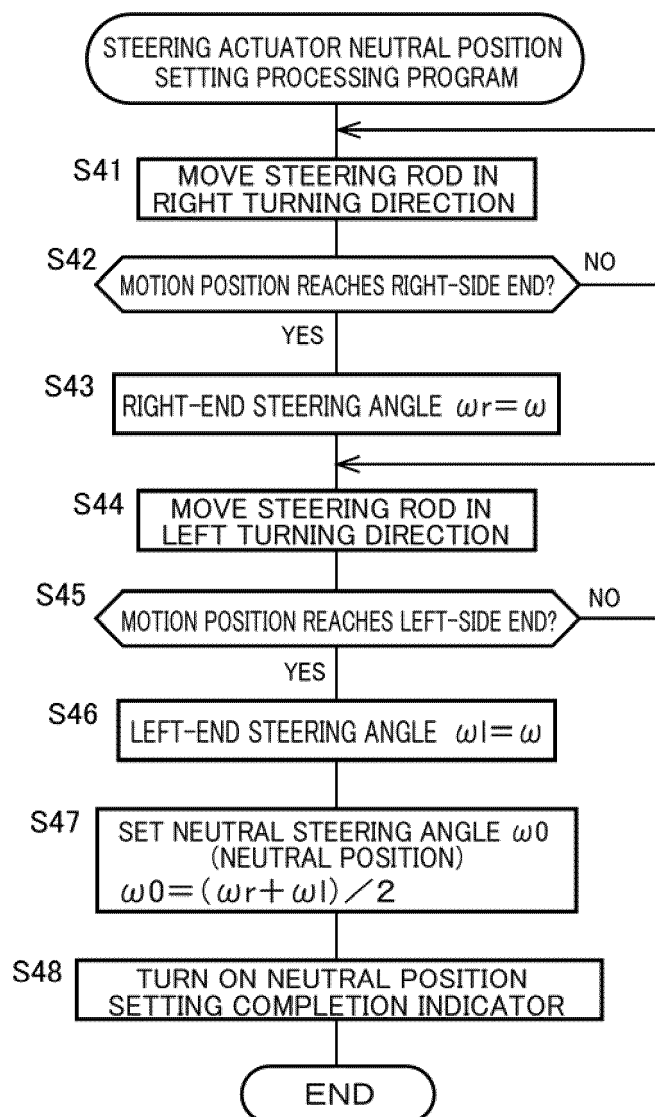 STEERING ACTUATOR NEUTRAL POSITION
SETTING PROCESSING PROGRAM
S41
MOVE STEERING ROD IN
RIGHT TURNING DIRECTION
S42
MOTION POSITION REACHES RIGHT-SIDE END?
NO
YES
S43
RIGHT-END STEERING ANGLE ωr=ω
S44
MOVE STEERING ROD IN
LEFT TURNING DIRECTION
S45
MOTION POSITION REACHES LEFT-SIDE END?
NO
YES
S46
LEFT-END STEERING ANGLE ωl=ω
S47
SET NEUTRAL STEERING ANGLE ω0
(NEUTRAL POSITION)
ω0=(ωr+ωl)/2
S48
TURN ON NEUTRAL POSITION
SETTING COMPLETION INDICATOR
END